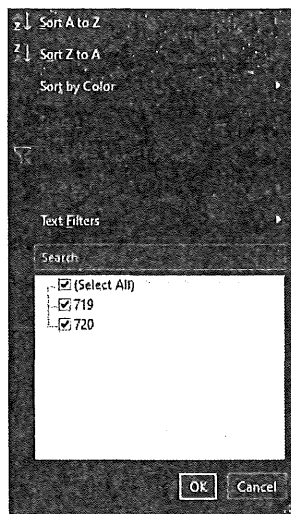 Sort A to Z
Sort Z to A
Sort by Color
Text Filters
Search
(Select All)
719
720
OK
Cancel